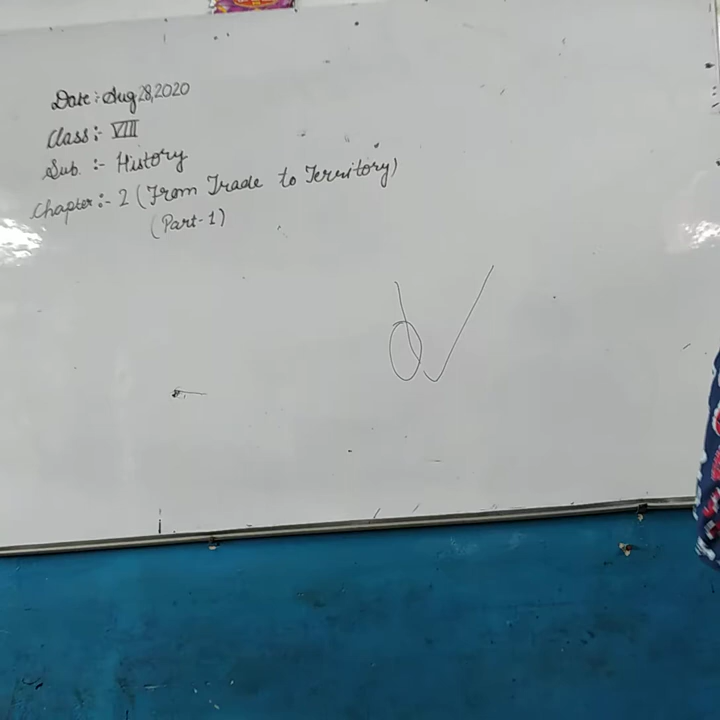 Date :- Aug 28, 2020
Class :- VIII
Sub. :- History
Chapter :- 2 (From Trade to Territory)
(Part-1)